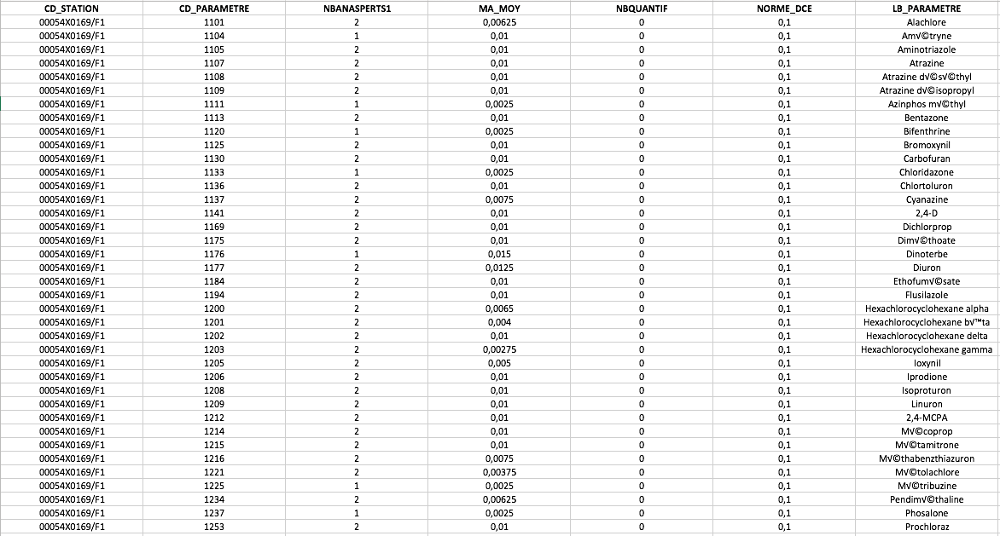 CD_STATION CD_PARAMETRE NBANASPERTS1 MA_MOY NBQUANTIF NORME_DCE LB_PARAMETRE
00054X0169/F1 1101 2 0,00625 0 0,1 Alachlore
00054X0169/F1 1104 1 0,01 0 0,1 Am√©tryne
00054X0169/F1 1105 2 0,01 0 0,1 Aminotriazole
00054X0169/F1 1107 2 0,01 0 0,1 Atrazine
00054X0169/F1 1108 2 0,01 0 0,1 Atrazine d√©s√©thyl
00054X0169/F1 1109 2 0,01 0 0,1 Atrazine d√©isopropyl
00054X0169/F1 1111 1 0,0025 0 0,1 Azinphos m√©thyl
00054X0169/F1 1113 2 0,01 0 0,1 Bentazone
00054X0169/F1 1120 1 0,0025 0 0,1 Bifenthrine
00054X0169/F1 1125 2 0,01 0 0,1 Bromoxynil
00054X0169/F1 1130 2 0,01 0 0,1 Carbofuran
00054X0169/F1 1133 1 0,0025 0 0,1 Chloridazone
00054X0169/F1 1136 2 0,01 0 0,1 Chlortoluron
00054X0169/F1 1137 2 0,0075 0 0,1 Cyanazine
00054X0169/F1 1141 2 0,01 0 0,1 2,4-D
00054X0169/F1 1169 2 0,01 0 0,1 Dichlorprop
00054X0169/F1 1175 2 0,01 0 0,1 Dim√©thoate
00054X0169/F1 1176 1 0,015 0 0,1 Dinoterbe
00054X0169/F1 1177 2 0,0125 0 0,1 Diuron
00054X0169/F1 1184 2 0,01 0 0,1 Ethofum√©sate
00054X0169/F1 1194 2 0,01 0 0,1 Flusilazole
00054X0169/F1 1200 2 0,0065 0 0,1 Hexachlorocyclohexane alpha
00054X0169/F1 1201 2 0,004 0 0,1 Hexachlorocyclohexane b√™ta
00054X0169/F1 1202 2 0,01 0 0,1 Hexachlorocyclohexane delta
00054X0169/F1 1203 2 0,00275 0 0,1 Hexachlorocyclohexane gamma
00054X0169/F1 1205 2 0,005 0 0,1 Ioxynil
00054X0169/F1 1206 2 0,01 0 0,1 Iprodione
00054X0169/F1 1208 2 0,01 0 0,1 Isoproturon
00054X0169/F1 1209 2 0,01 0 0,1 Linuron
00054X0169/F1 1212 2 0,01 0 0,1 2,4-MCPA
00054X0169/F1 1214 2 0,01 0 0,1 M√©coprop
00054X0169/F1 1215 2 0,01 0 0,1 M√©tamitrone
00054X0169/F1 1216 2 0,0075 0 0,1 M√©thabenzthiazuron
00054X0169/F1 1221 2 0,00375 0 0,1 M√©tolachlore
00054X0169/F1 1225 1 0,0025 0 0,1 M√©tribuzine
00054X0169/F1 1234 2 0,00625 0 0,1 Pendim√©thaline
00054X0169/F1 1237 1 0,0025 0 0,1 Phosalone
00054X0169/F1 1253 2 0,01 0 0,1 Prochloraz